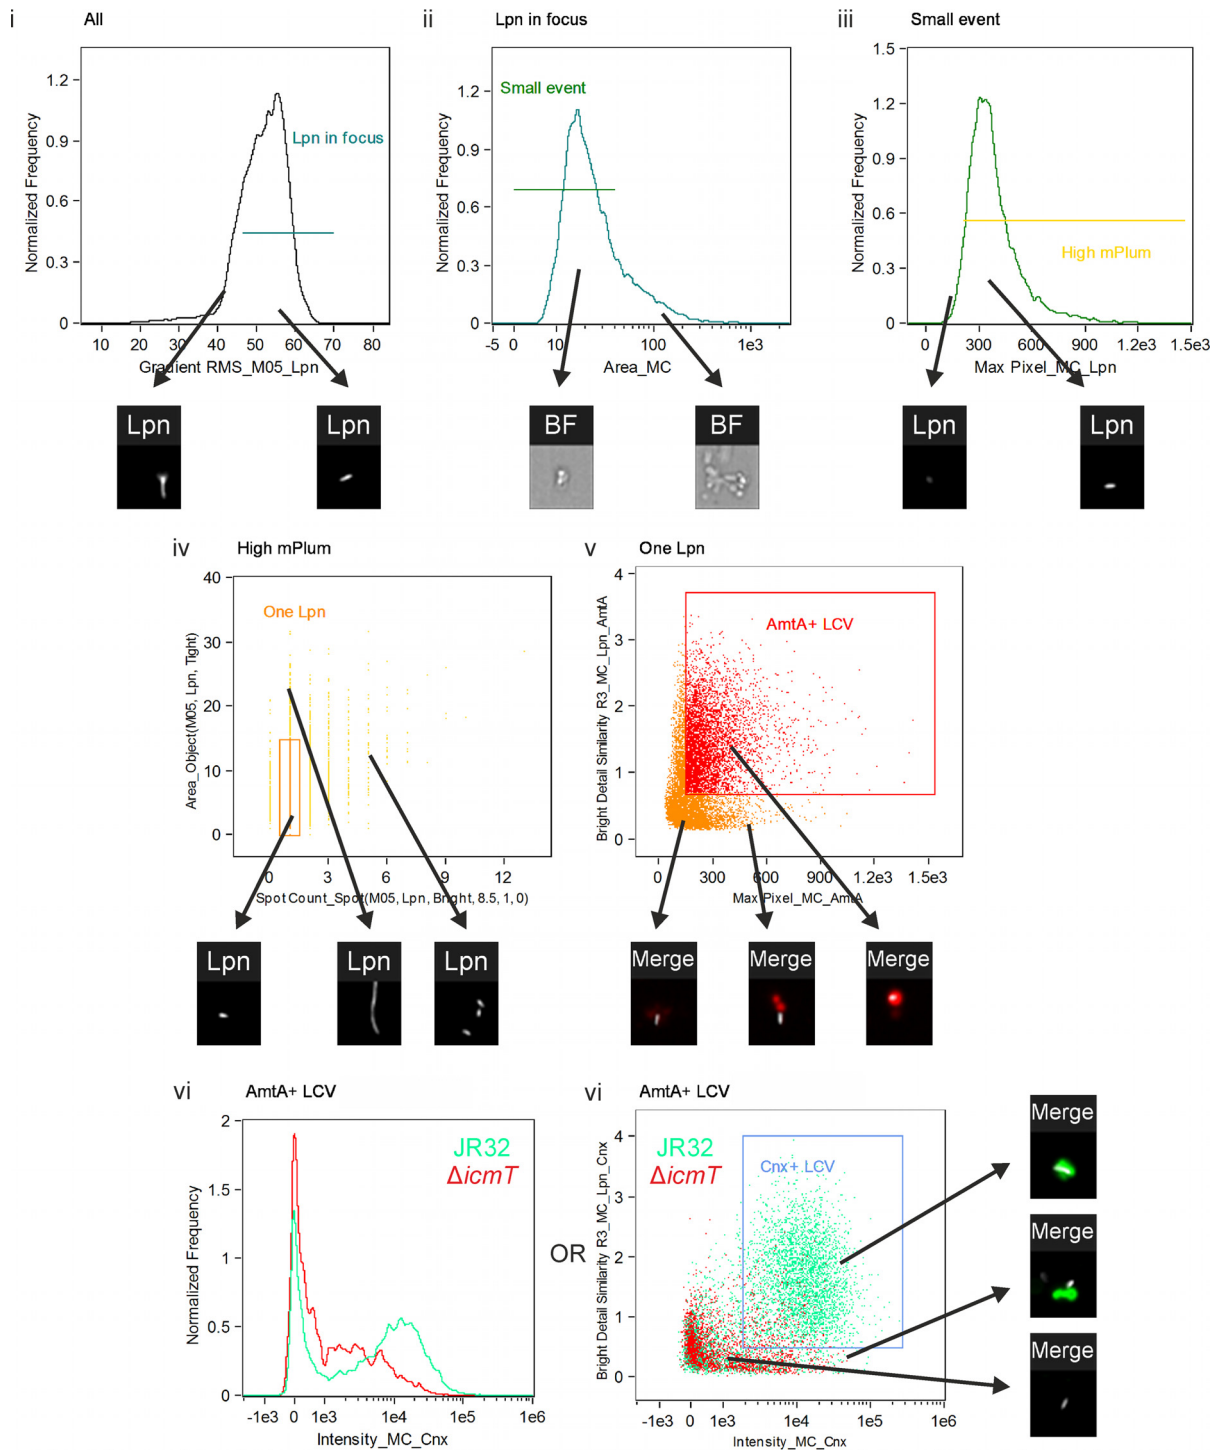 i All
Normalized Frequency
1.2
0.9
0.6
0.3
0
Lpn in focus
10 20 30 40 50 60 70 80
Gradient RMS_M05_Lpn
Lpn
Lpn
ii Lpn in focus
Normalized Frequency
1.2
0.9
0.6
0.3
0
Small event
-5 0 10 100 1e3
Area_MC
BF
BF
iii Small event
Normalized Frequency
1.5
1.2
0.9
0.6
0.3
0
High mPlum
0 300 600 900 1.2e3 1.5e3
Max Pixel_MC_Lpn
Lpn
Lpn
iv High mPlum
Area_Object(M05, Lpn, Tight)
40
30
20
10
0
One Lpn
0 3 6 9 12
Spot Count_Spot(M05, Lpn, Bright, 8.5, 1, 0)
Lpn
Lpn
Lpn
v One Lpn
Bright Detail Similarity R3_MC_Lpn_AmtA
4
3
2
1
0
AmtA+ LCV
0 300 600 900 1.2e3 1.5e3
Max Pixel_MC_AmtA
Merge
Merge
Merge
vi AmtA+ LCV
Normalized Frequency
2
1.5
1
0.5
0
JR32
ΔicmT
-1e3 0 1e3 1e4 1e5 1e6
Intensity_MC_Cnx
OR
vi AmtA+ LCV
Bright Detail Similarity R3_MC_Lpn_Cnx
4
3
2
1
0
JR32
ΔicmT
Cnx+ LCV
-1e3 0 1e3 1e4 1e5 1e6
Intensity_MC_Cnx
Merge
Merge
Merge